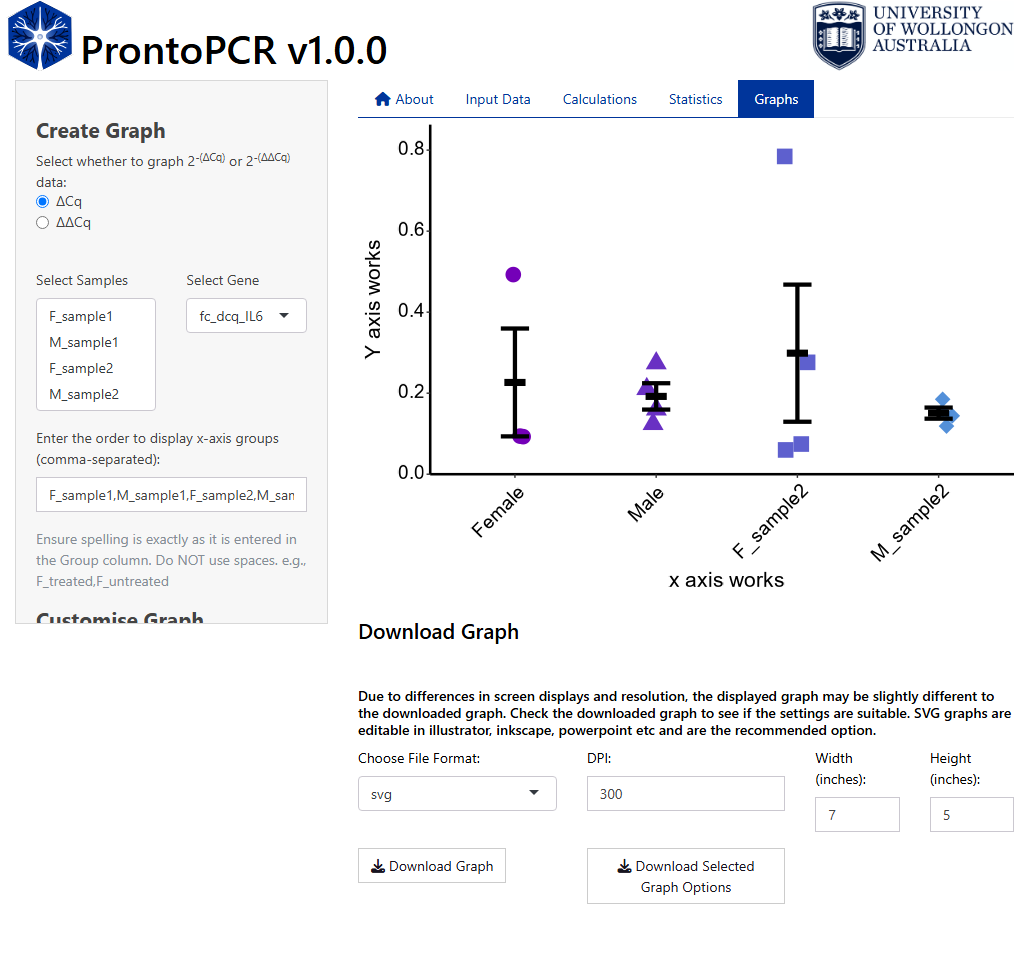 ProntoPCR v1.0.0
UNIVERSITY
OF WOLLONGONG
AUSTRALIA
About
Input Data
Calculations
Statistics
Graphs
Create Graph
Select whether to graph 2-(ΔCq) or 2-(ΔΔCq)
data:
ΔCq
ΔΔCq
Select Samples
Select Gene
F_sample1
M_sample1
F_sample2
M_sample2
fc_dcq_IL6
Enter the order to display x-axis groups
(comma-separated):
F_sample1,M_sample1,F_sample2,M_sam
Ensure spelling is exactly as it is entered in
the Group column. Do NOT use spaces. e.g.,
F_treated,F_untreated
Customise Graph
Y axis works
0.8
0.6
0.4
0.2
0.0
Female
Male
F_sample2
M_sample2
x axis works
Download Graph
Due to differences in screen displays and resolution, the displayed graph may be slightly different to
the downloaded graph. Check the downloaded graph to see if the settings are suitable. SVG graphs are
editable in illustrator, inkscape, powerpoint etc and are the recommended option.
Choose File Format:
svg
DPI:
300
Width
(inches):
7
Height
(inches):
5
Download Graph
Download Selected
Graph Options